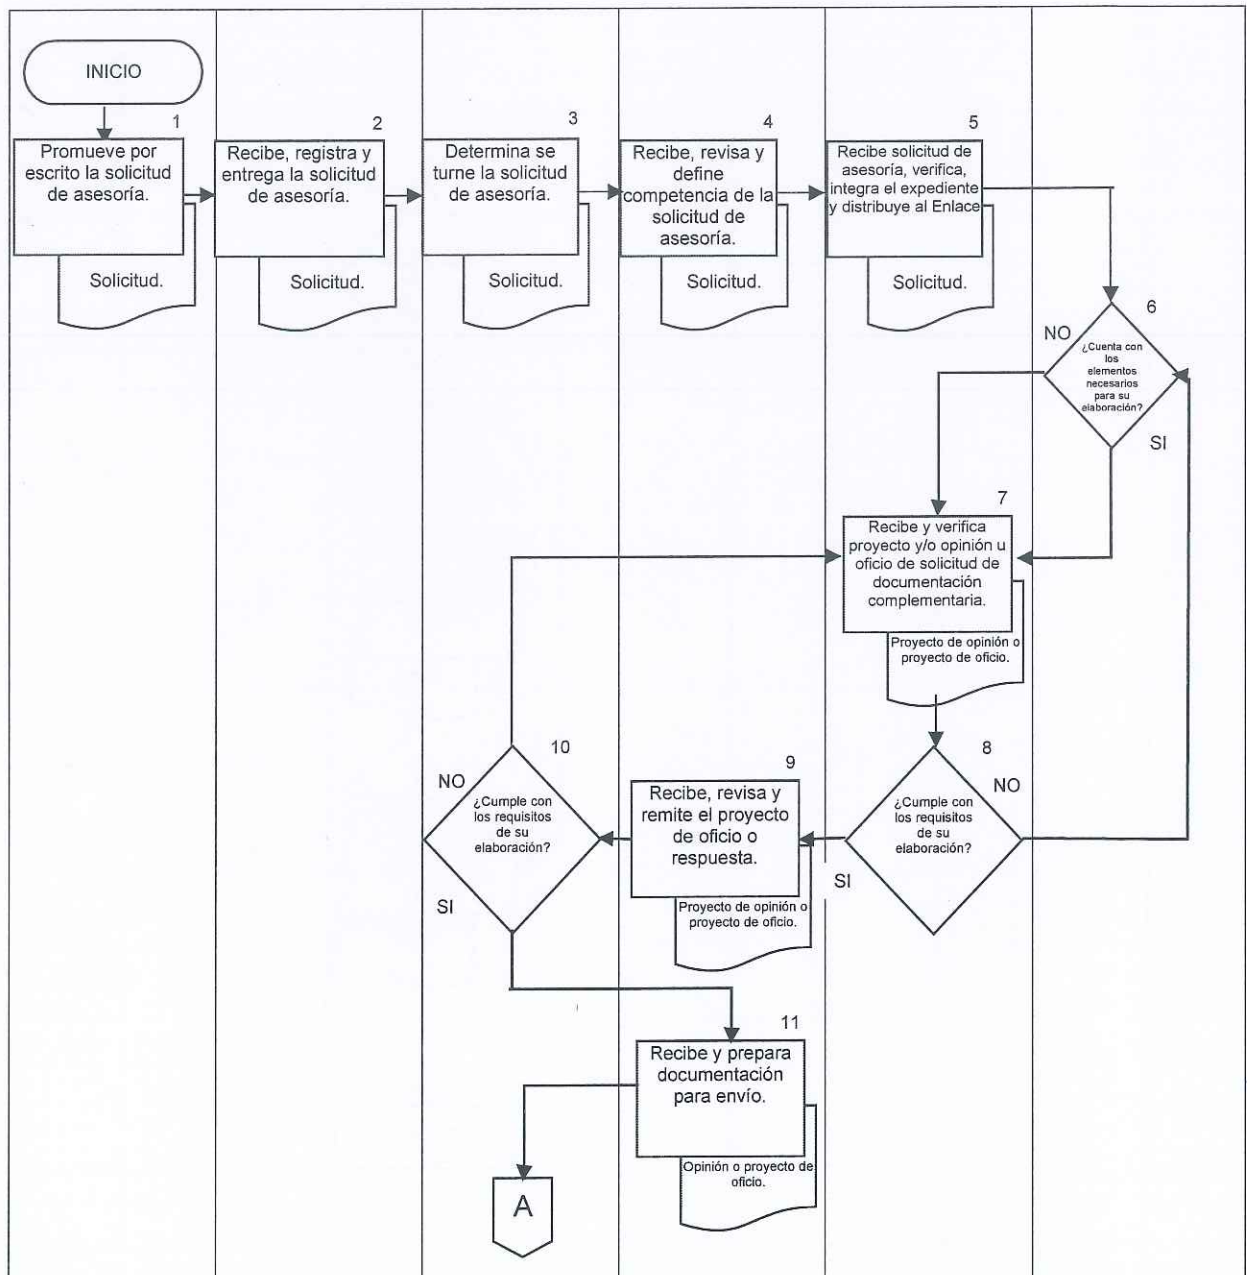 INICIO
1
Promueve por
escrito la solicitud
de asesoría.
Solicitud.
2
Recibe, registra y
entrega la solicitud
de asesoría.
Solicitud.
3
Determina se
turne la solicitud
de asesoría.
Solicitud.
4
Recibe, revisa y
define
competencia de la
solicitud de
asesoría.
Solicitud.
5
Recibe solicitud de
asesoría, verifica,
integra el expediente
y distribuye al Enlace
Solicitud.
6
NO
¿Cuenta con
los
elementos
necesarios
para su
elaboración?
SI
7
Recibe y verifica
proyecto y/o opinión u
oficio de solicitud de
documentación
complementaria.
Proyecto de opinión o
proyecto de oficio.
8
NO
¿Cumple con
los requisitos
de su
elaboración?
SI
9
Recibe, revisa y
remite el proyecto
de oficio o
respuesta.
Proyecto de opinión o
proyecto de oficio.
10
NO
¿Cumple con
los requisitos
de su
elaboración?
SI
11
Recibe y prepara
documentación
para envío.
Opinión o proyecto de
oficio.
A